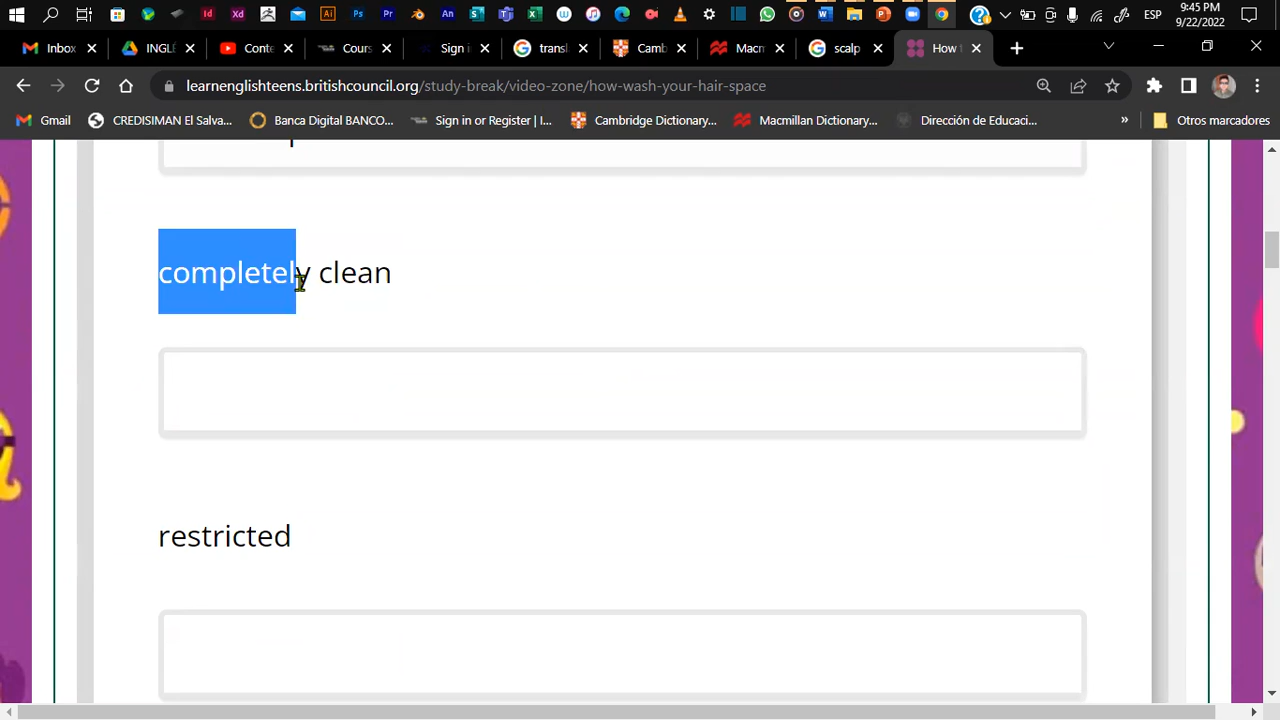 9:45 PM
ESP
9/22/2022
Inbox
INGLÉ
Conte
Cours
Sign i
transl
Camb
Macm
scalp
How t
learnenglishteens.britishcouncil.org/study-break/video-zone/how-wash-your-hair-space
Gmail
CREDISIMAN El Salva...
Banca Digital BANCO...
Sign in or Register | I...
Cambridge Dictionary...
Macmillan Dictionary...
Dirección de Educaci...
»
Otros marcadores
completely clean
restricted